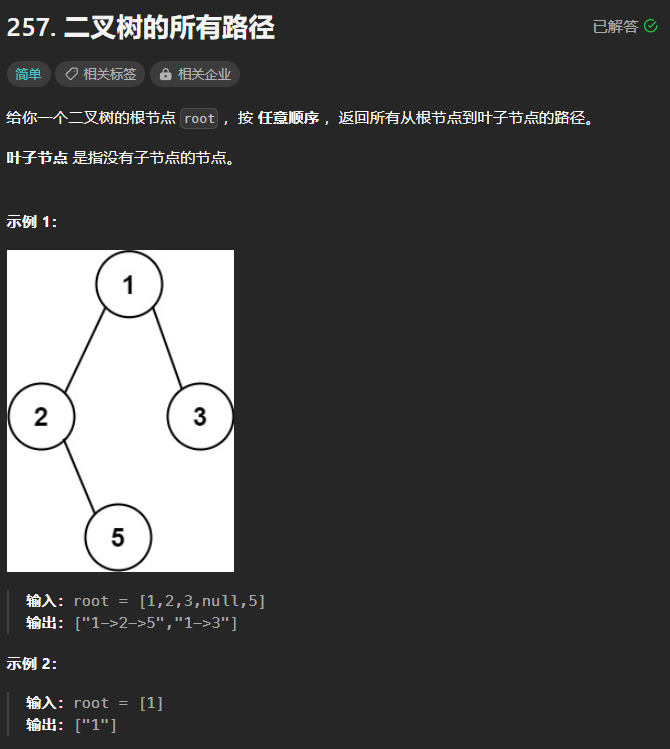 257. 二叉树的所有路径
已解答
简单 相关标签 相关企业
给你一个二叉树的根节点 root ，按 任意顺序 ，返回所有从根节点到叶子节点的路径。
叶子节点 是指没有子节点的节点。
示例 1：
1
2
3
5
输入：root = [1,2,3,null,5]
输出：["1->2->5","1->3"]
示例 2：
输入：root = [1]
输出：["1"]